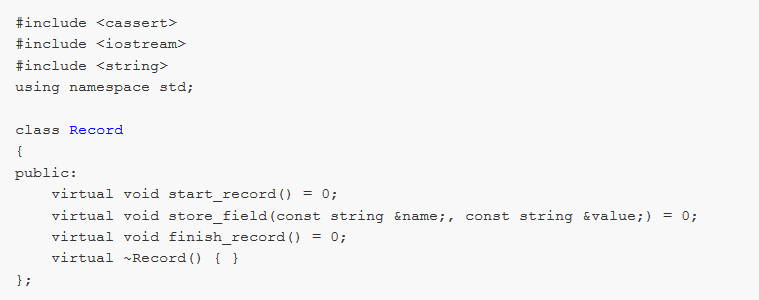 #include <cassert>
#include <iostream>
#include <string>
using namespace std;

class Record
{
public:
    virtual void start_record() = 0;
    virtual void store_field(const string &name;, const string &value;) = 0;
    virtual void finish_record() = 0;
    virtual ~Record() { }
};